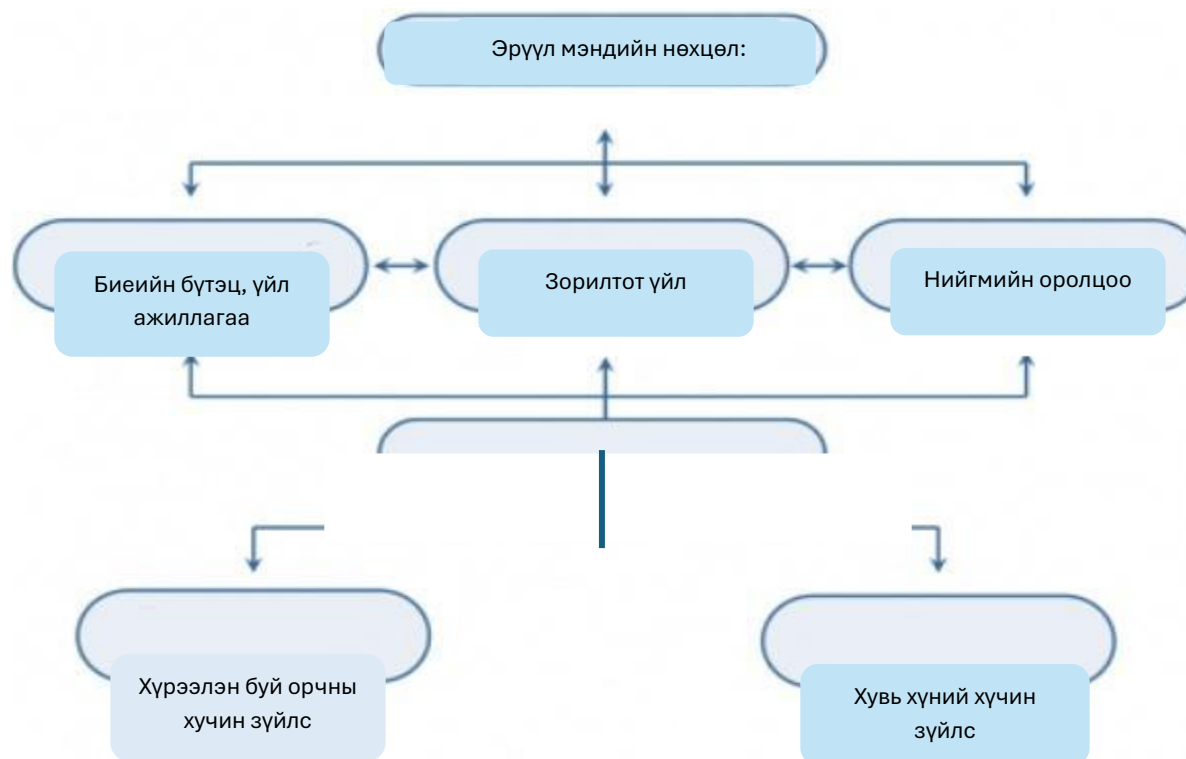 Эрүүл мэндийн нөхцөл:
Биеийн бүтэц, үйл
ажиллагаа
Зорилтот үйл
Нийгмийн оролцоо
Хүрээлэн буй орчны
хучин зүйлс
Хувь хүний хүчин
зүйлс